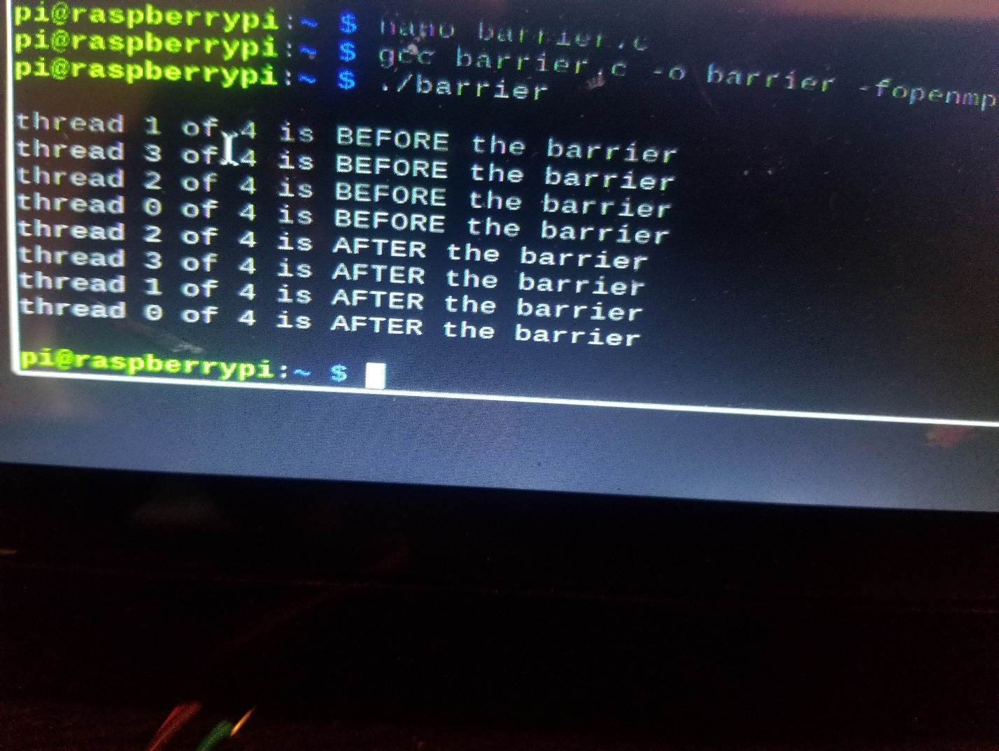 pi@raspberrypi:~ $ nano barrier.c
pi@raspberrypi:~ $ gcc barrier.c -o barrier -fopenmp
pi@raspberrypi:~ $ ./barrier
thread 1 of 4 is BEFORE the barrier
thread 3 of 4 is BEFORE the barrier
thread 2 of 4 is BEFORE the barrier
thread 0 of 4 is BEFORE the barrier
thread 2 of 4 is AFTER the barrier
thread 3 of 4 is AFTER the barrier
thread 1 of 4 is AFTER the barrier
thread 0 of 4 is AFTER the barrier
pi@raspberrypi:~ $